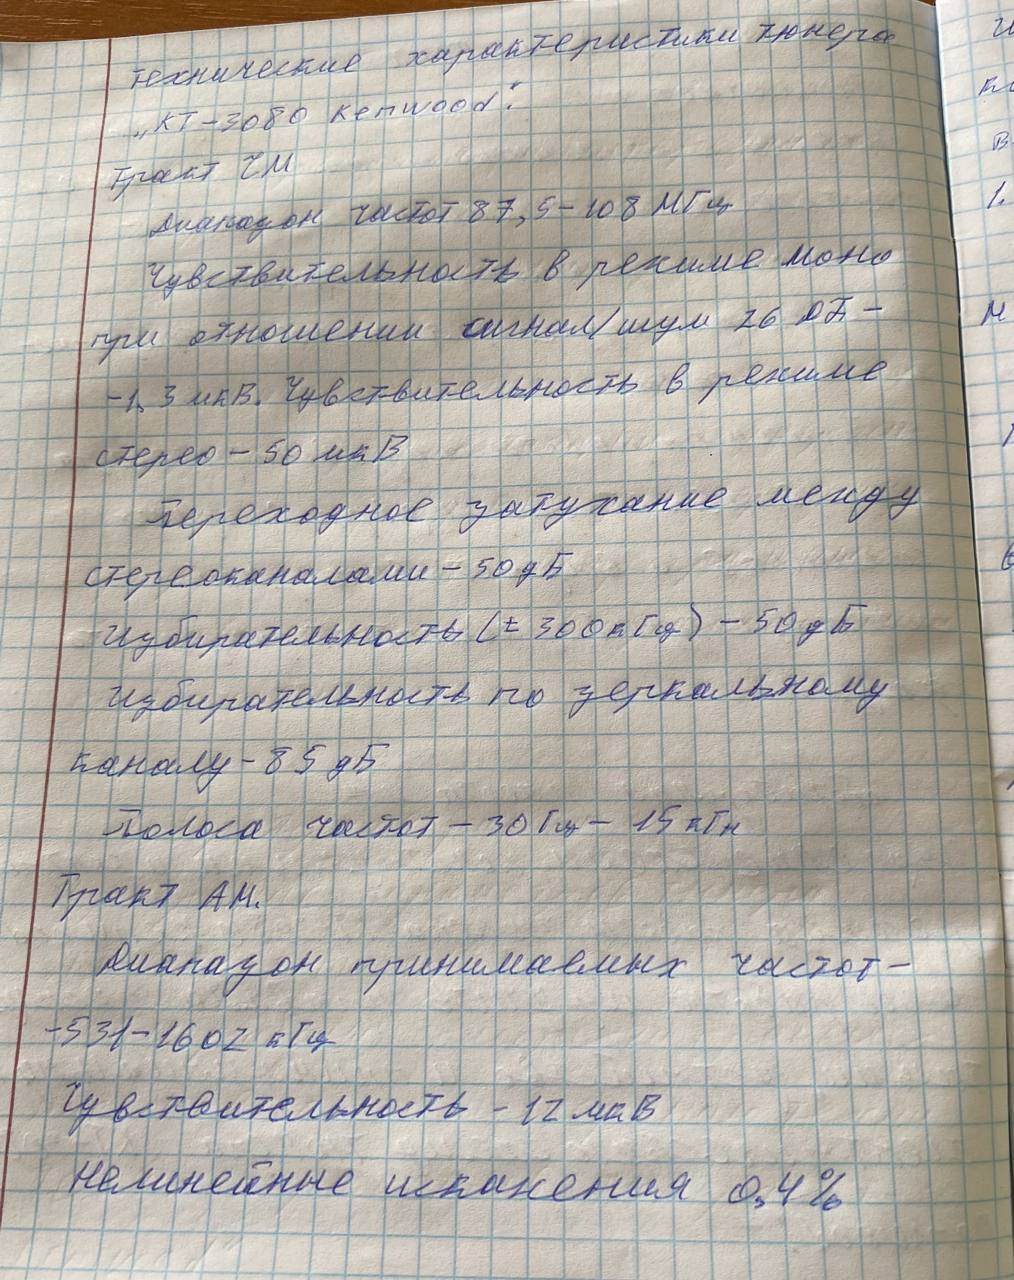 Технические характеристики тюнера
„КТ-3080 Kenwood":
Тракт ЧМ
Диапазон частот 87,5-108 МГц
Чувствительность в режиме моно
при отношении сигнал/шум 26 дБ -
-1,3 мкВ. Чувствительность в режиме
стерео - 50 мкВ
Переходное затухание между
стереоканалами - 50 дБ
Избирательность (± 300 кГц) - 50 дБ
Избирательность по зеркальному
каналу - 85 дБ
Полоса частот - 30 Гц - 15 кГц
Тракт АМ.
Диапазон принимаемых частот -
-531-1602 кГц
Чувствительность - 12 мкВ
Нелинейные искажения 0,4%